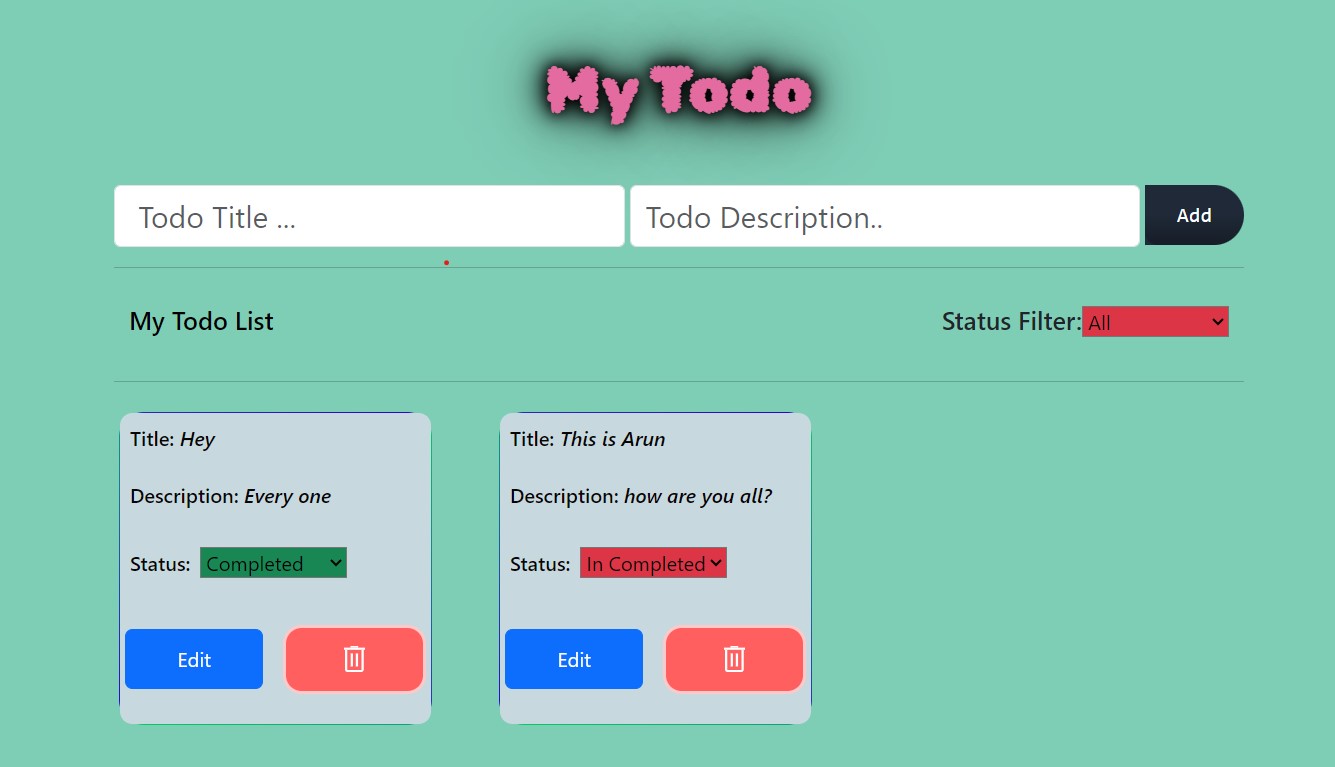 My Todo
Todo Title ...
Todo Description..
Add
My Todo List
Status Filter: All
Title: Hey
Description: Every one
Status: Completed
Edit
Title: This is Arun
Description: how are you all?
Status: In Completed
Edit